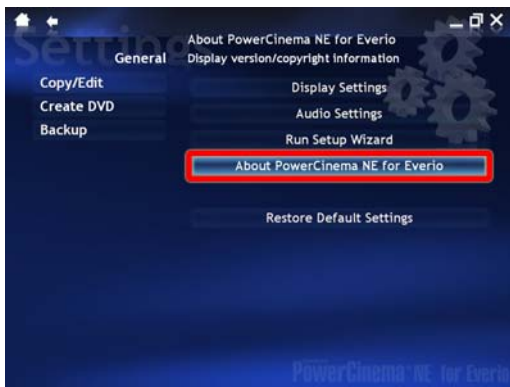 Settings
About PowerCinema NE for Everio
General
Display version/copyright information
Copy/Edit
Create DVD
Backup
Display Settings
Audio Settings
Run Setup Wizard
About PowerCinema NE for Everio
Restore Default Settings
PowerCinema NE for Everio